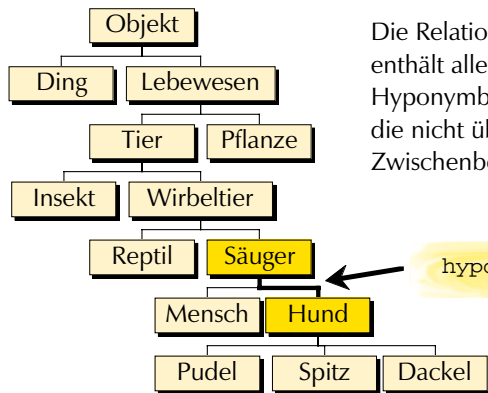 Objekt
Ding Lebewesen
Tier Pflanze
Insekt Wirbeltier
Reptil Säuger
Mensch Hund
Pudel Spitz Dackel
Die Relatio
enthält alle
Hyponymb
die nicht üb
Zwischenbe
hypo